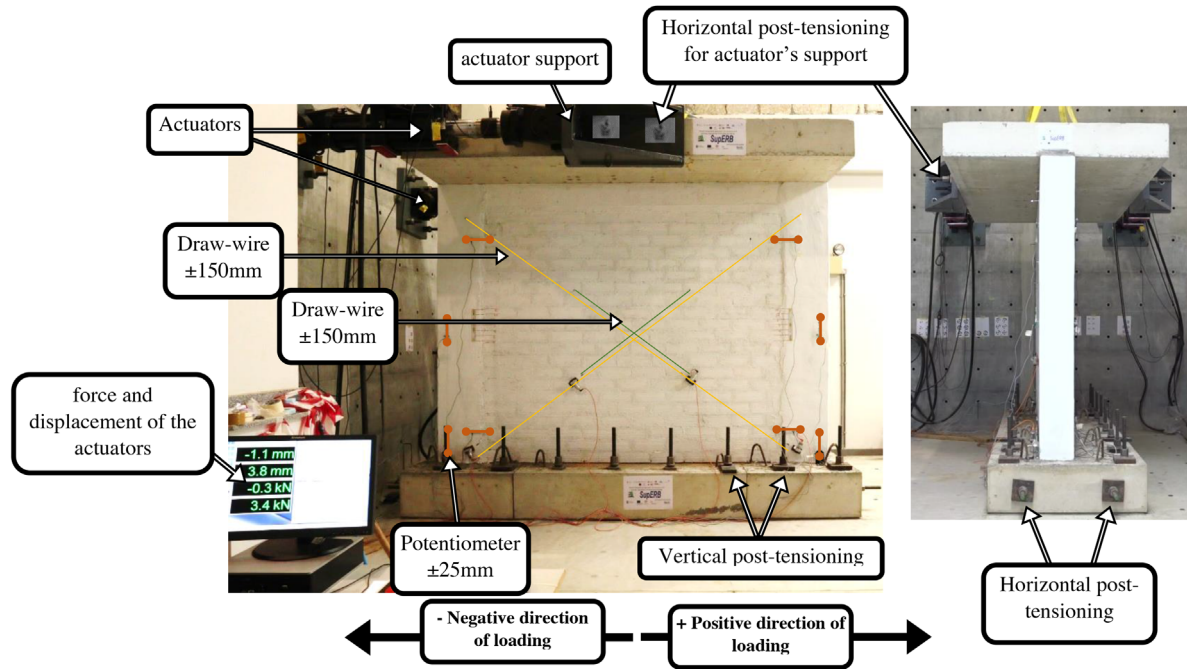 Horizontal post-tensioning
for actuator's support
actuator support
Actuators
SupERB
Draw-wire
±150mm
Draw-wire
±150mm
force and
displacement of the
actuators
-1.1 mm
3.8 mm
-0.3 kN
3.4 kN
SupERB
Potentiometer
±25mm
Vertical post-tensioning
Horizontal post-
tensioning
- Negative direction
of loading
+ Positive direction of
loading